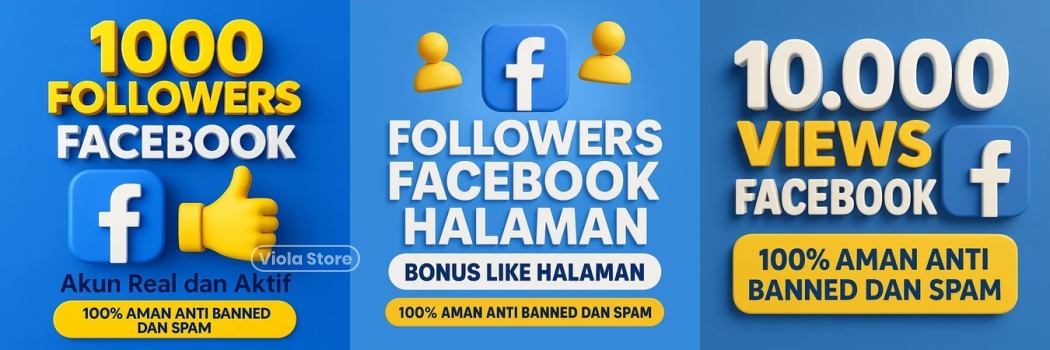 1000
FOLLOWERS
FACEBOOK
f
Viola Store
Akun Real dan Aktif
100% AMAN ANTI BANNED
DAN SPAM
f
FOLLOWERS
FACEBOOK
HALAMAN
BONUS LIKE HALAMAN
100% AMAN ANTI BANNED DAN SPAM
10.000
VIEWS
FACEBOOK
f
100% AMAN ANTI
BANNED DAN SPAM